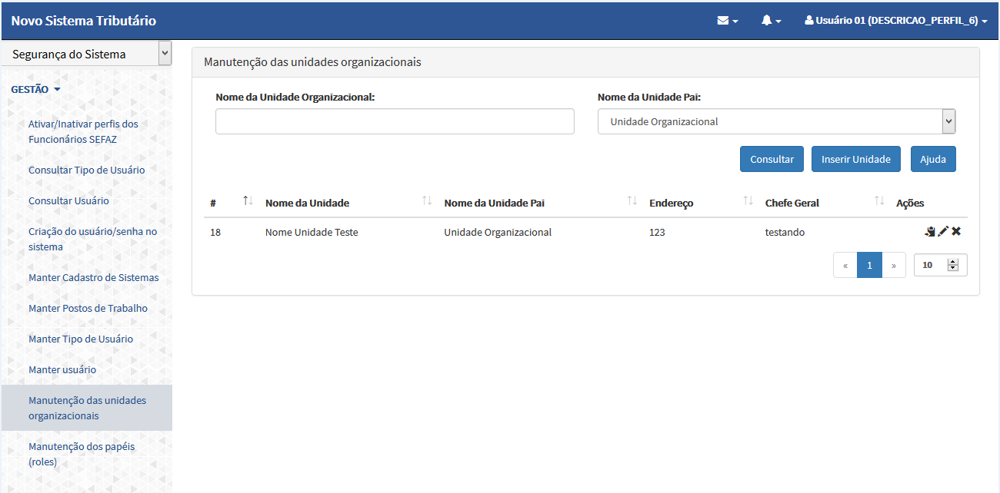 Novo Sistema Tributário
Usuário 01 (DESCRICAO_PERFIL_6)
Segurança do Sistema
GESTÃO
Ativar/Inativar perfis dos
Funcionários SEFAZ
Consultar Tipo de Usuário
Consultar Usuário
Criação do usuário/senha no
sistema
Manter Cadastro de Sistemas
Manter Postos de Trabalho
Manter Tipo de Usuário
Manter usuário
Manutenção das unidades
organizacionais
Manutenção dos papéis
(roles)
Manutenção das unidades organizacionais
Nome da Unidade Organizacional: Nome da Unidade Pai:
Unidade Organizacional
Consultar Inserir Unidade Ajuda
# Nome da Unidade Nome da Unidade Pai Endereço Chefe Geral Ações
18 Nome Unidade Teste Unidade Organizacional 123 testando
« 1 » 10